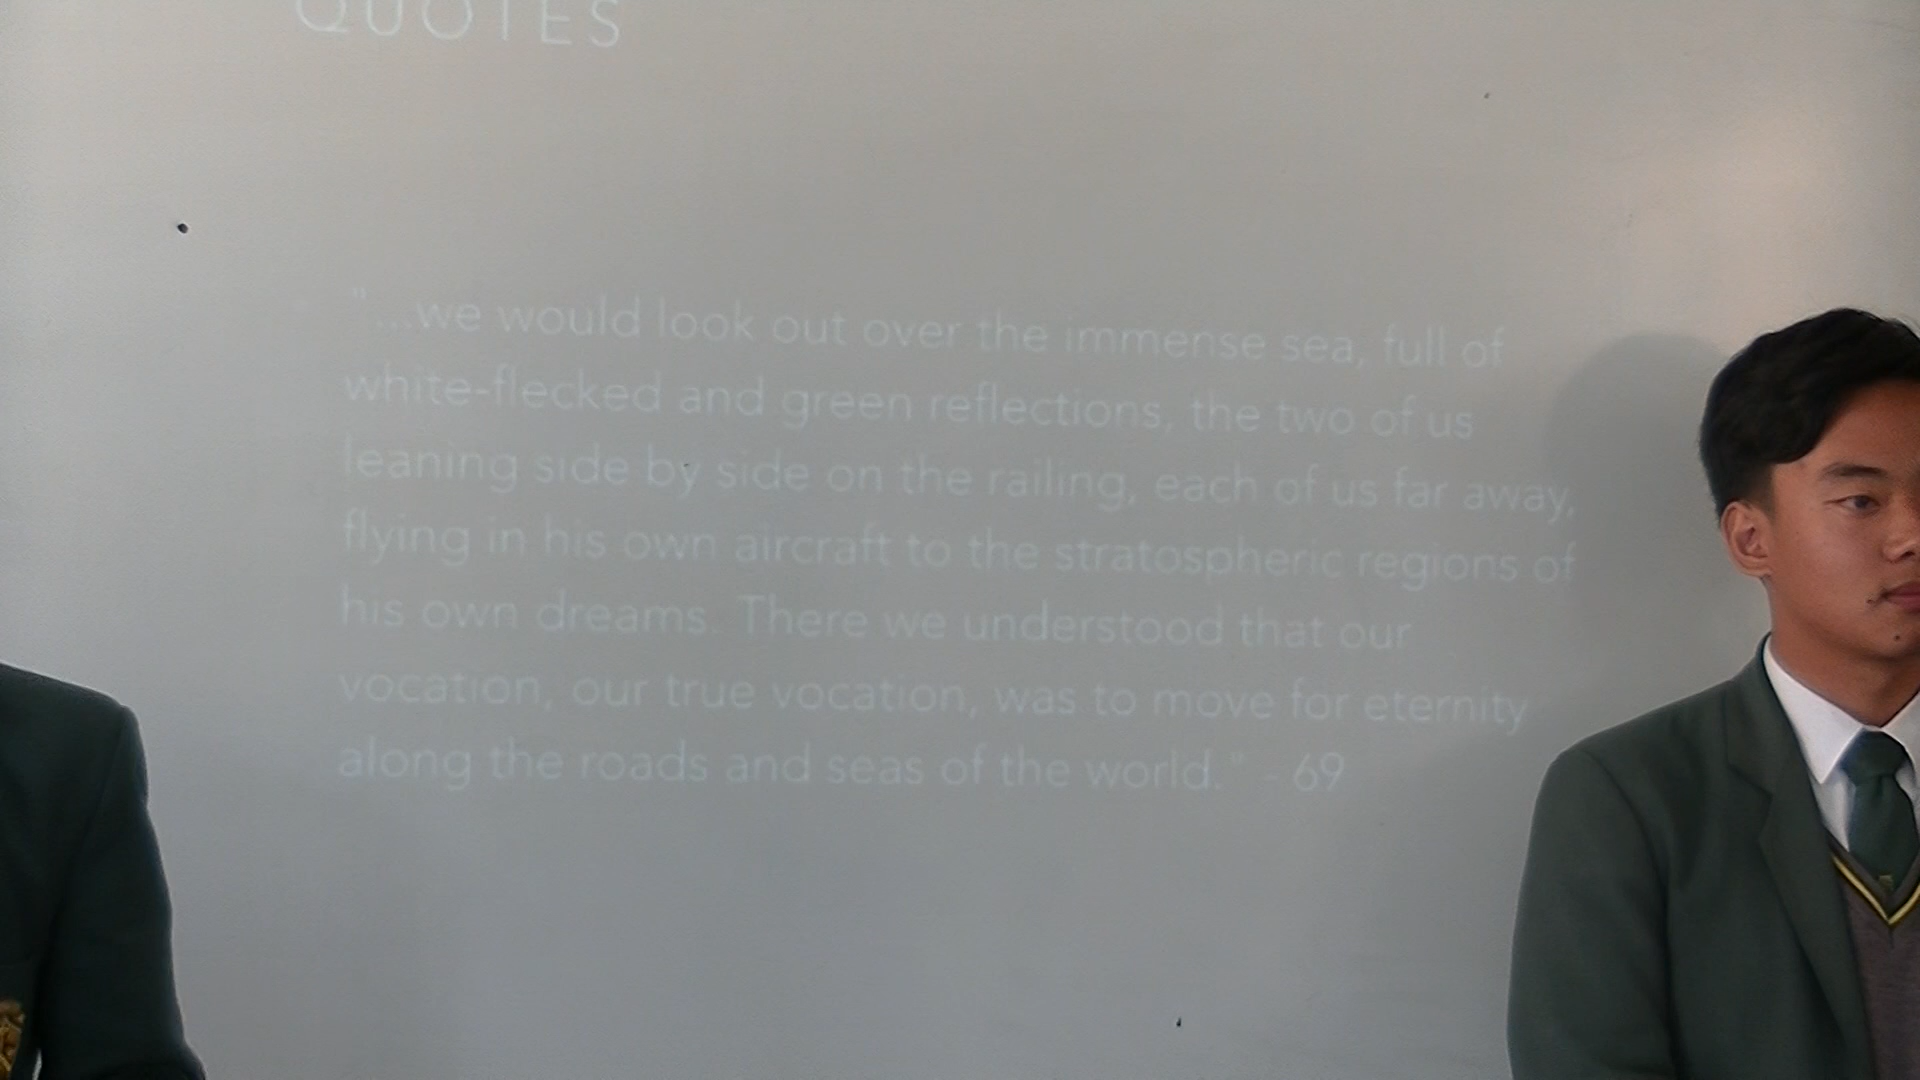 QUOTES
"...we would look out over the immense sea, full of
white-flecked and green reflections, the two of us
leaning side by side on the railing, each of us far away,
flying in his own aircraft to the stratospheric regions of
his own dreams. There we understood that our
vocation, our true vocation, was to move for eternity
along the roads and seas of the world." - 69